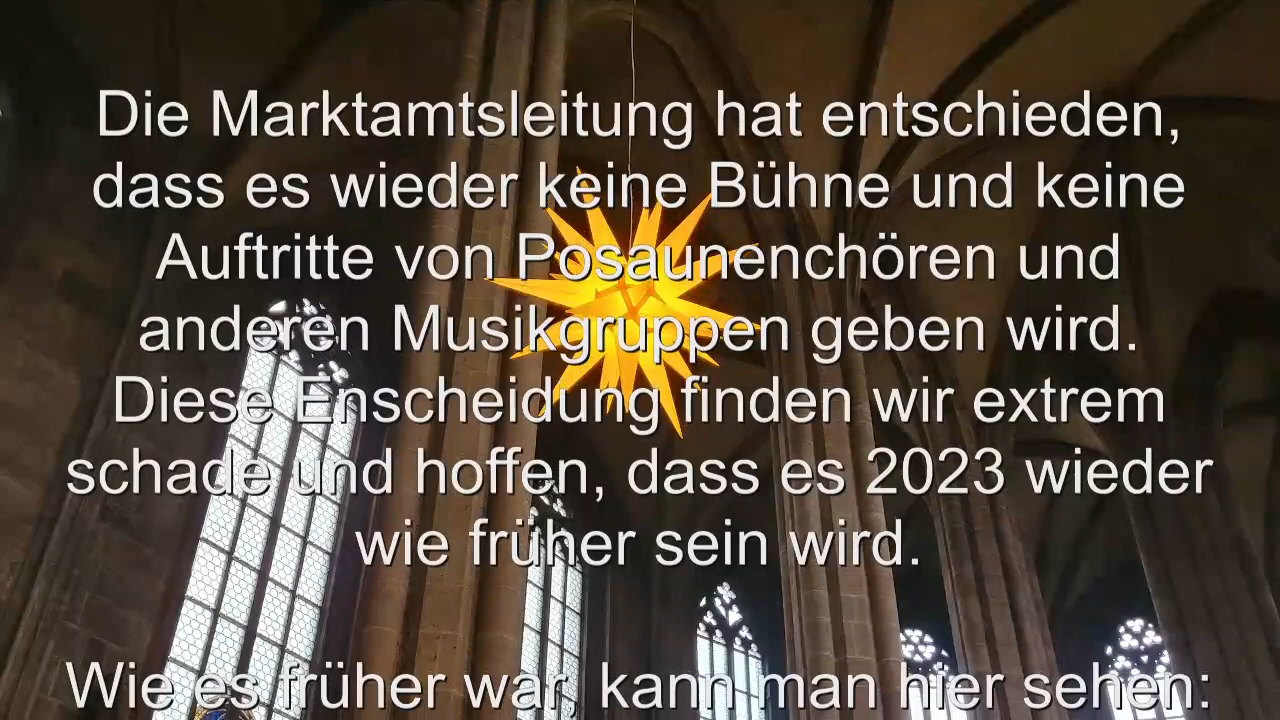 Die Marktamtsleitung hat entschieden,
dass es wieder keine Bühne und keine
Auftritte von Posaunenchören und
anderen Musikgruppen geben wird.
Diese Enscheidung finden wir extrem
schade und hoffen, dass es 2023 wieder
wie früher sein wird.
Wie es früher war, kann man hier sehen: